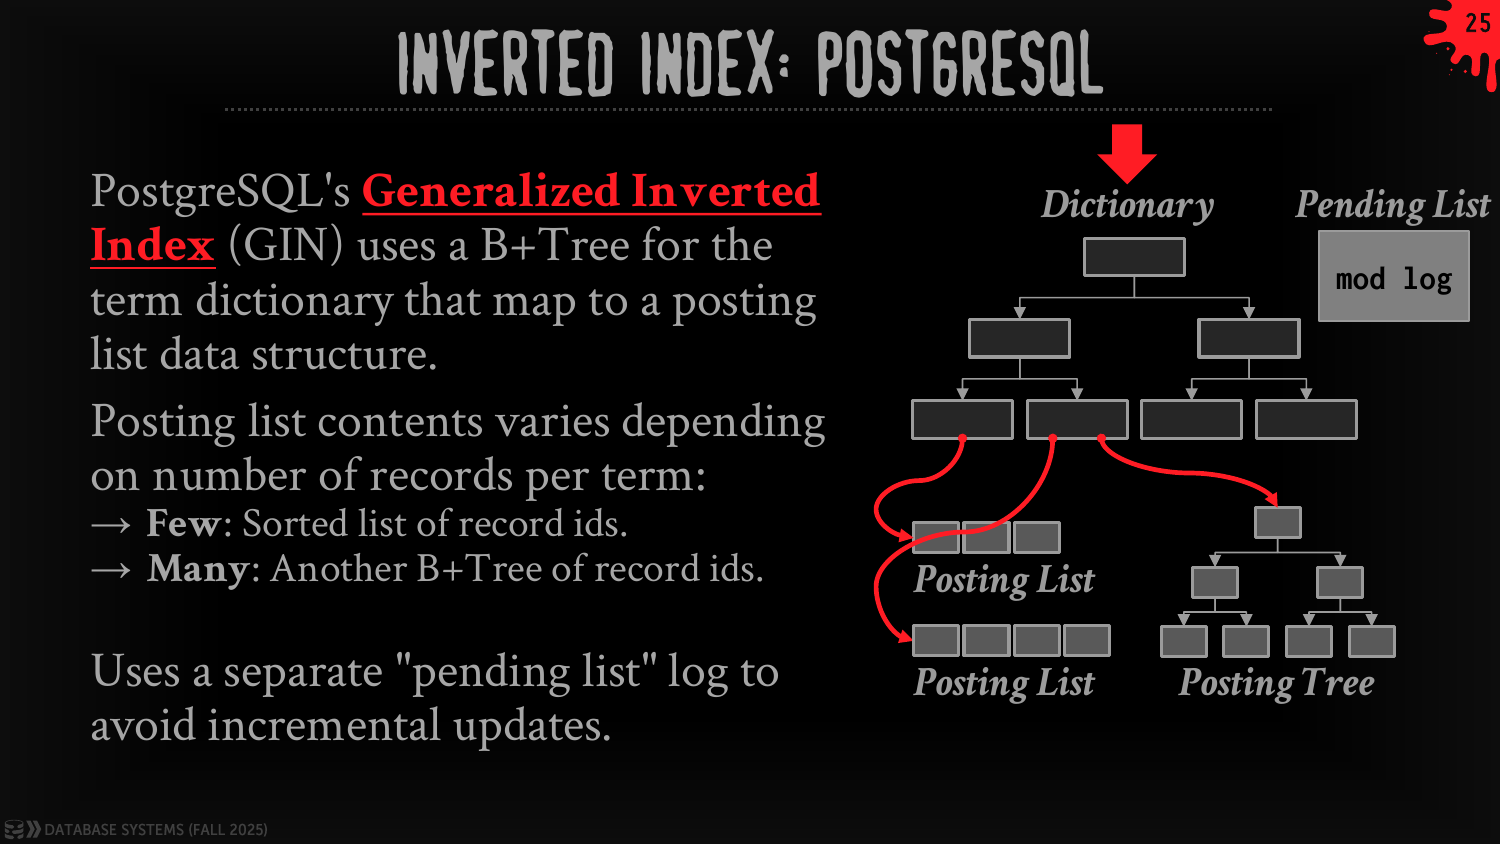 25
INVERTED INDEX: POSTGRESQL
PostgreSQL's Generalized Inverted
Index (GIN) uses a B+Tree for the
term dictionary that map to a posting
list data structure.
Posting list contents varies depending
on number of records per term:
→ Few: Sorted list of record ids.
→ Many: Another B+Tree of record ids.
Uses a separate "pending list" log to
avoid incremental updates.
Dictionary
Pending List
mod log
Posting List
Posting List
Posting Tree
DATABASE SYSTEMS (FALL 2025)